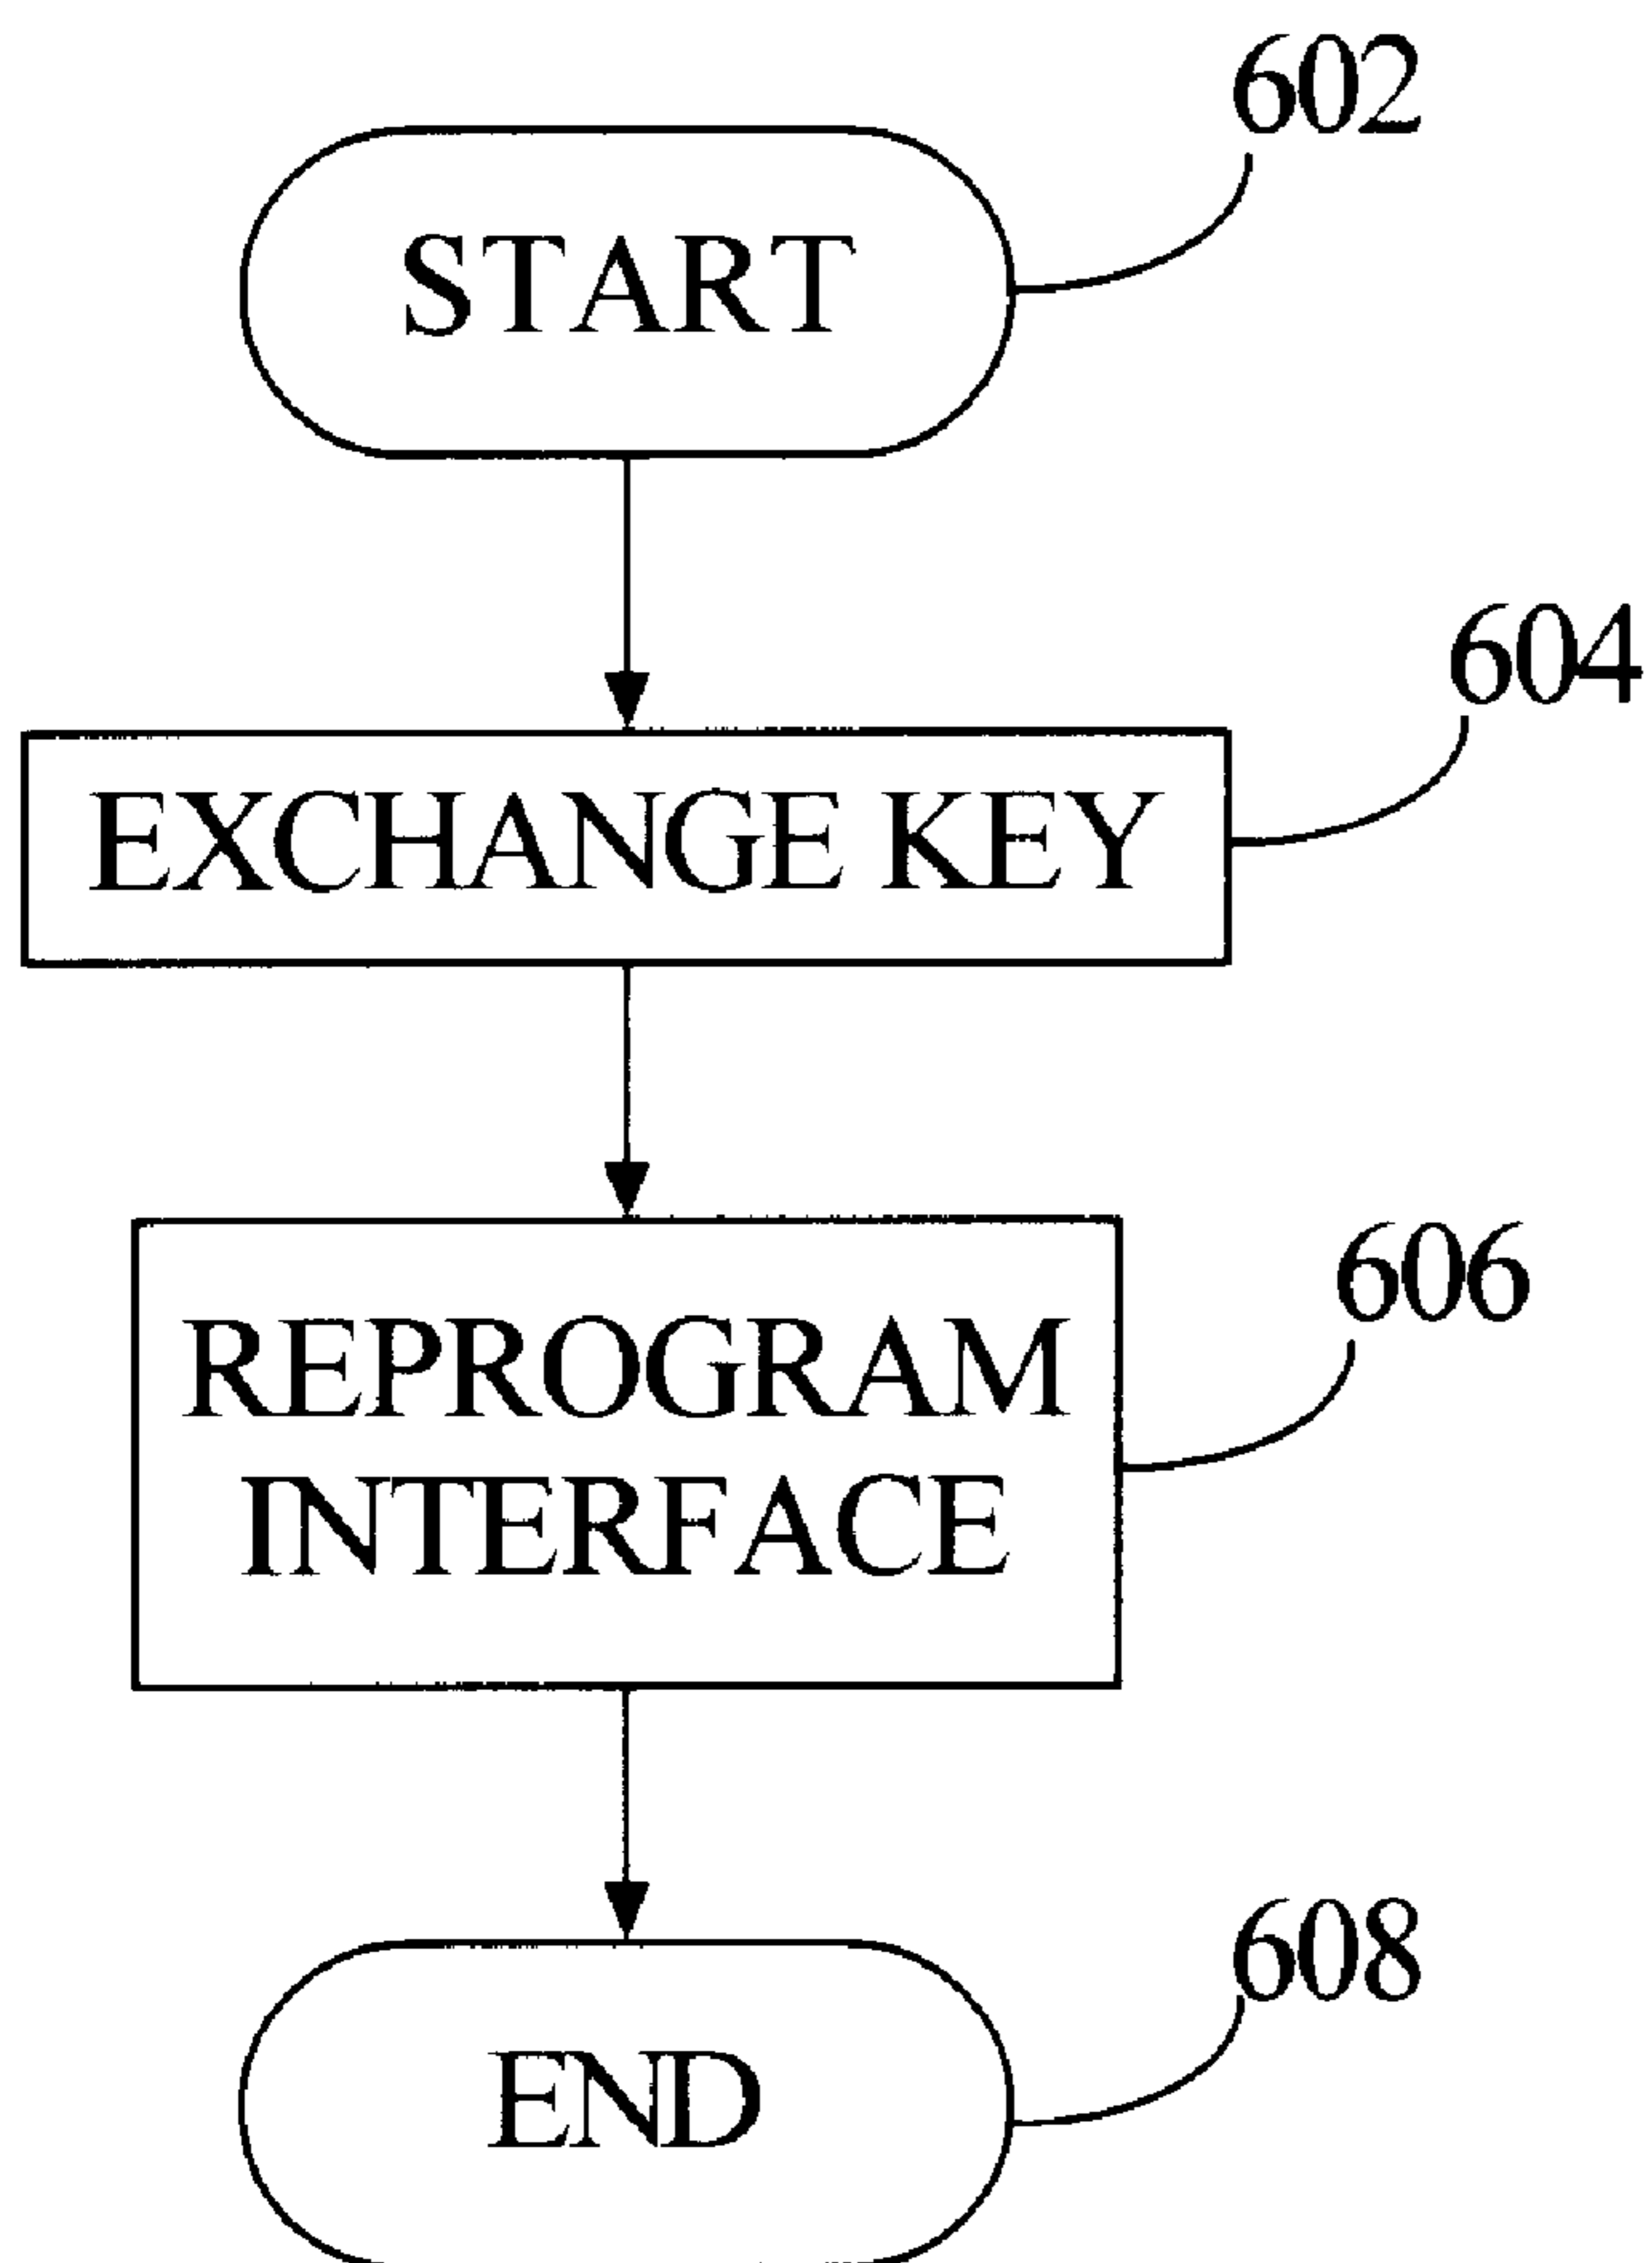 602
START
604
EXCHANGE KEY
606
REPROGRAM
INTERFACE
608
END